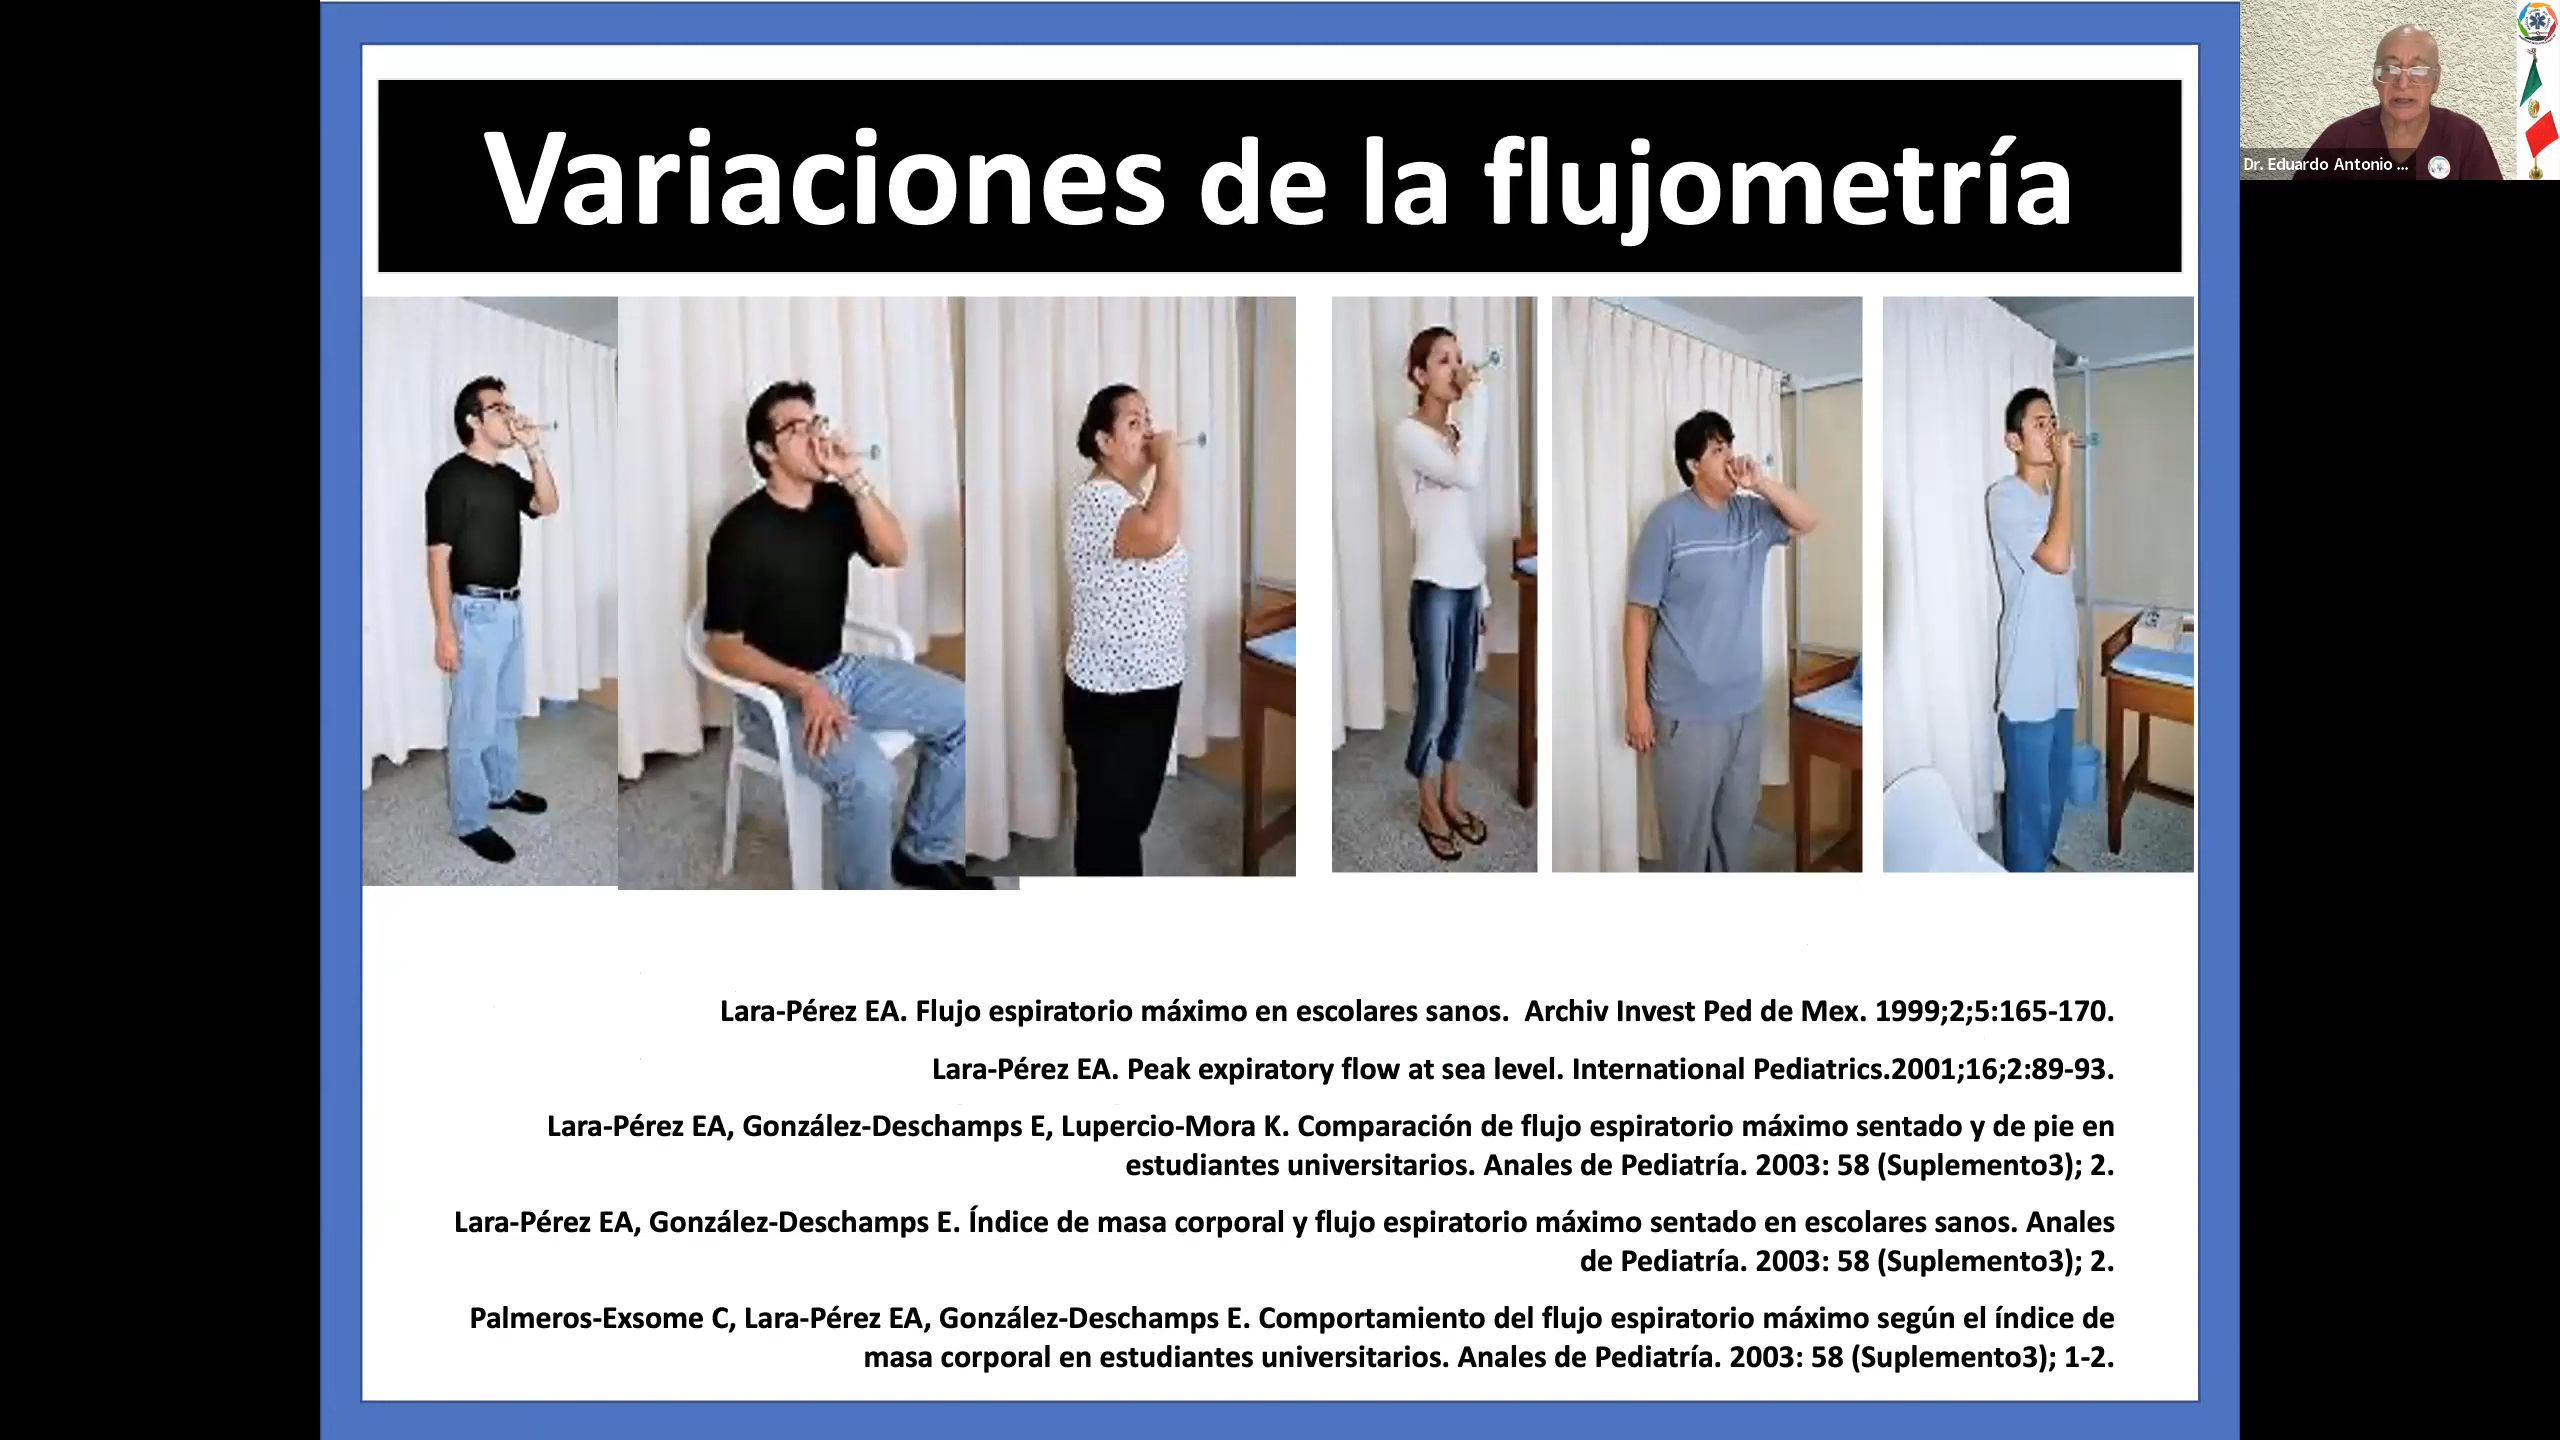 Variaciones de la flujometría
Dr. Eduardo Antonio ...
Lara-Pérez EA. Flujo espiratorio máximo en escolares sanos.  Archiv Invest Ped de Mex. 1999;2;5:165-170.
Lara-Pérez EA. Peak expiratory flow at sea level. International Pediatrics.2001;16;2:89-93.
Lara-Pérez EA, González-Deschamps E, Lupercio-Mora K. Comparación de flujo espiratorio máximo sentado y de pie en
estudiantes universitarios. Anales de Pediatría. 2003: 58 (Suplemento3); 2.
Lara-Pérez EA, González-Deschamps E. Índice de masa corporal y flujo espiratorio máximo sentado en escolares sanos. Anales
de Pediatría. 2003: 58 (Suplemento3); 2.
Palmeros-Exsome C, Lara-Pérez EA, González-Deschamps E. Comportamiento del flujo espiratorio máximo según el índice de
masa corporal en estudiantes universitarios. Anales de Pediatría. 2003: 58 (Suplemento3); 1-2.